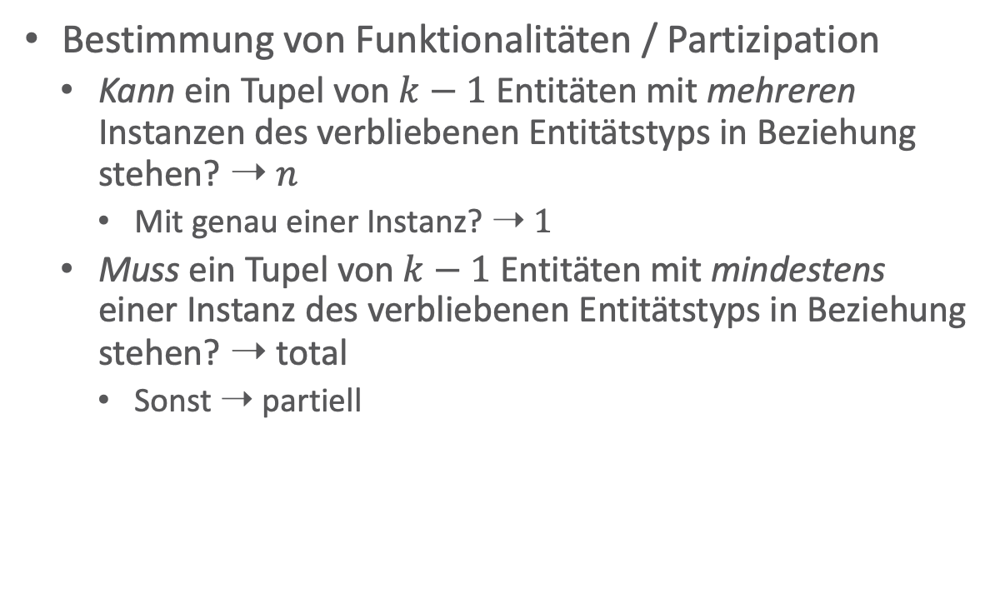 • Bestimmung von Funktionalitäten / Partizipation
• Kann ein Tupel von k − 1 Entitäten mit mehreren
Instanzen des verbliebenen Entitätstyps in Beziehung
stehen? → n
• Mit genau einer Instanz? → 1
• Muss ein Tupel von k − 1 Entitäten mit mindestens
einer Instanz des verbliebenen Entitätstyps in Beziehung
stehen? → total
• Sonst → partiell